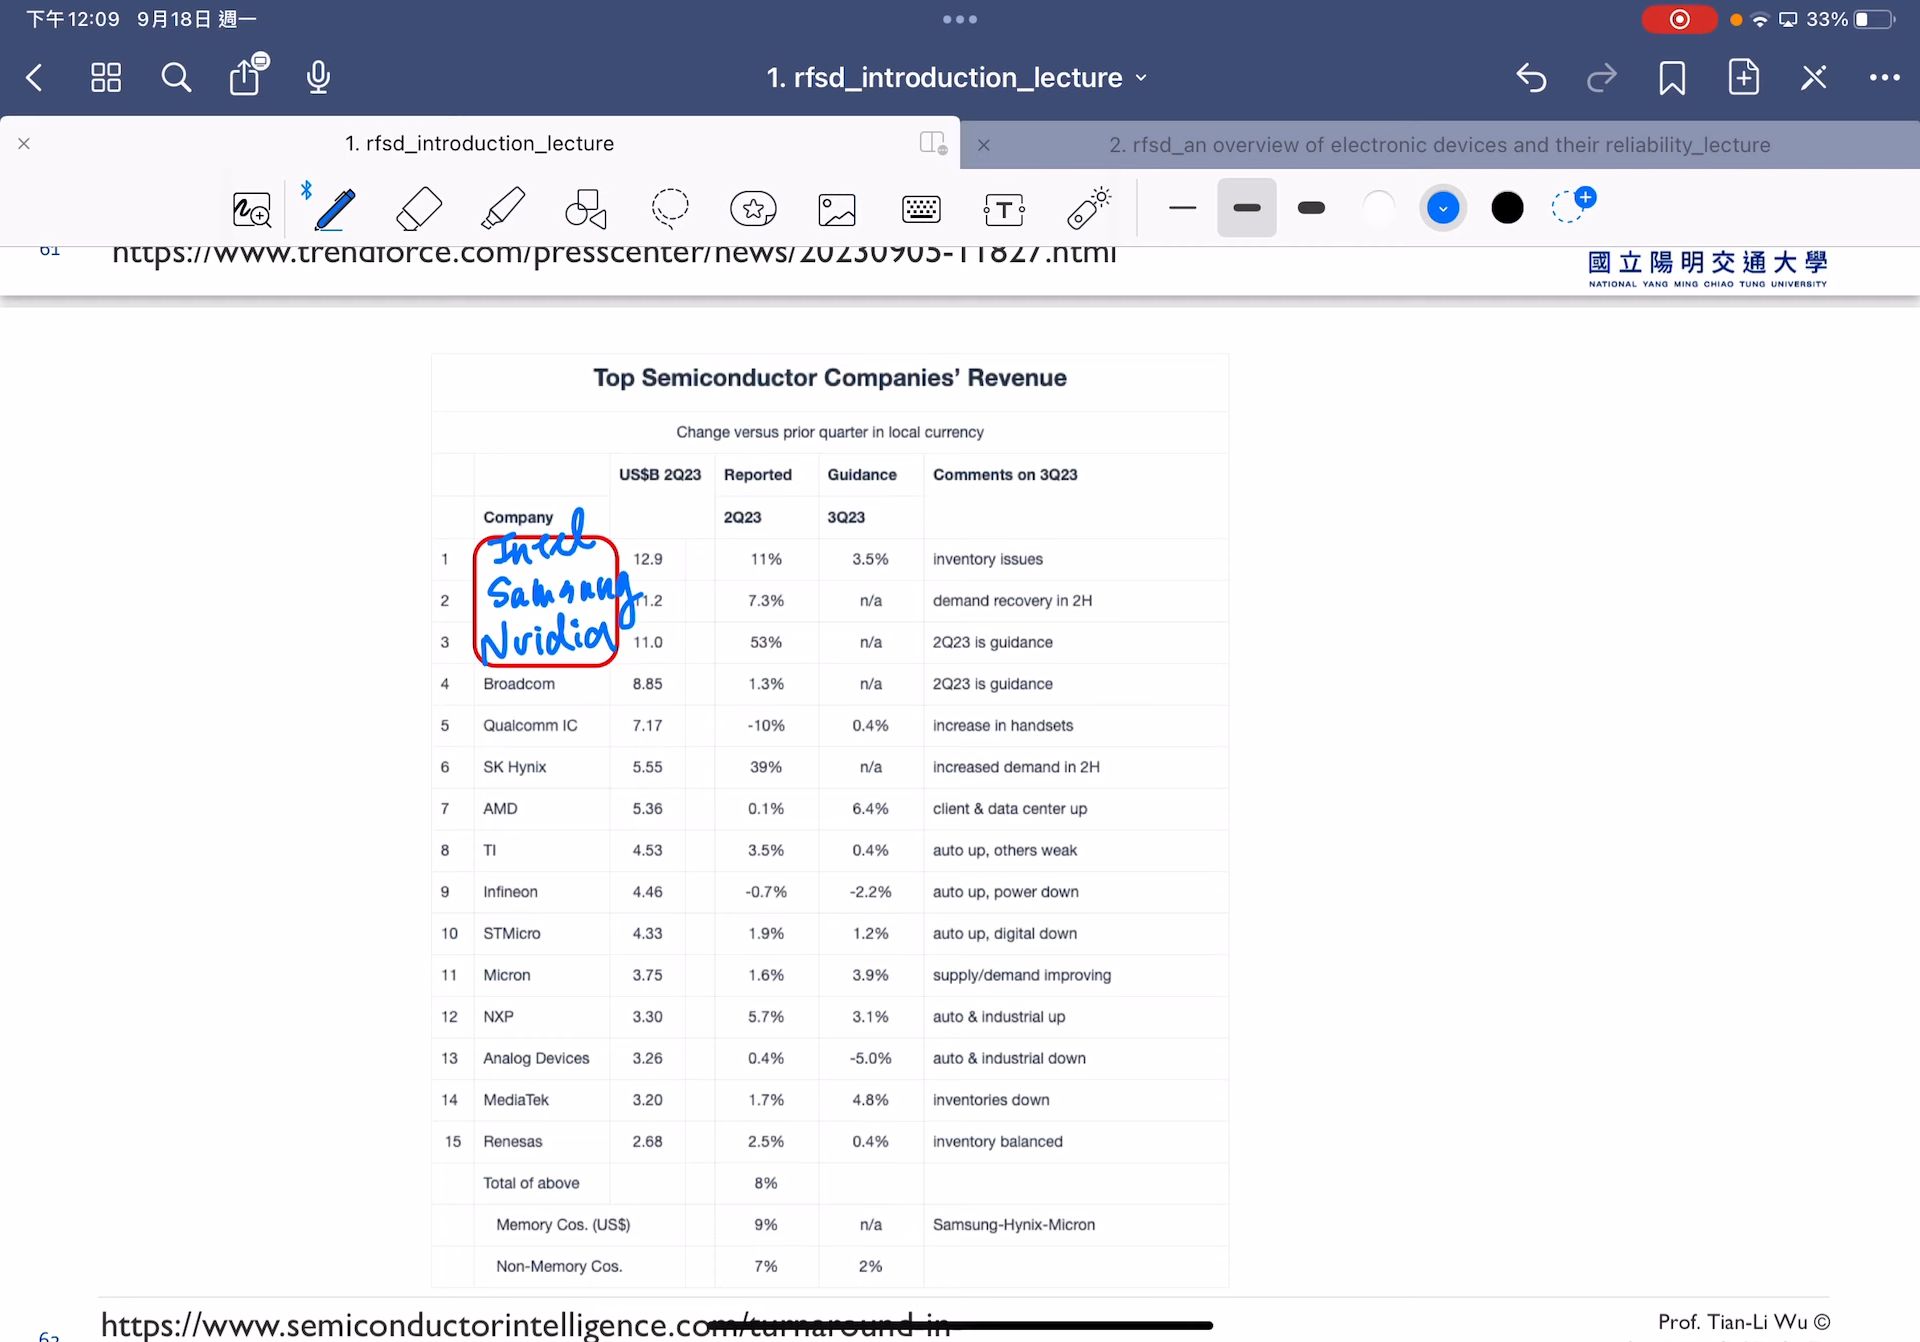 下午12:09 9月18日 週一 33%
1. rfsd_introduction_lecture
1. rfsd_introduction_lecture 2. rfsd_an overview of electronic devices and their reliability_lecture
61 https://www.trendforce.com/presscenter/news/20230905-11827.html
國立陽明交通大學
NATIONAL YANG MING CHIAO TUNG UNIVERSITY
Top Semiconductor Companies’ Revenue
Change versus prior quarter in local currency
US$B 2Q23 Reported Guidance Comments on 3Q23
Company 2Q23 3Q23
1 Intel 12.9 11% 3.5% inventory issues
2 Samsung 11.2 7.3% n/a demand recovery in 2H
3 Nvidia 11.0 53% n/a 2Q23 is guidance
4 Broadcom 8.85 1.3% n/a 2Q23 is guidance
5 Qualcomm IC 7.17 -10% 0.4% increase in handsets
6 SK Hynix 5.55 39% n/a increased demand in 2H
7 AMD 5.36 0.1% 6.4% client & data center up
8 TI 4.53 3.5% 0.4% auto up, others weak
9 Infineon 4.46 -0.7% -2.2% auto up, power down
10 STMicro 4.33 1.9% 1.2% auto up, digital down
11 Micron 3.75 1.6% 3.9% supply/demand improving
12 NXP 3.30 5.7% 3.1% auto & industrial up
13 Analog Devices 3.26 0.4% -5.0% auto & industrial down
14 MediaTek 3.20 1.7% 4.8% inventories down
15 Renesas 2.68 2.5% 0.4% inventory balanced
Total of above 8%
Memory Cos. (US$) 9% n/a Samsung-Hynix-Micron
Non-Memory Cos. 7% 2%
https://www.semiconductorintelligence.com/turnaround-in
Prof. Tian-Li Wu ©